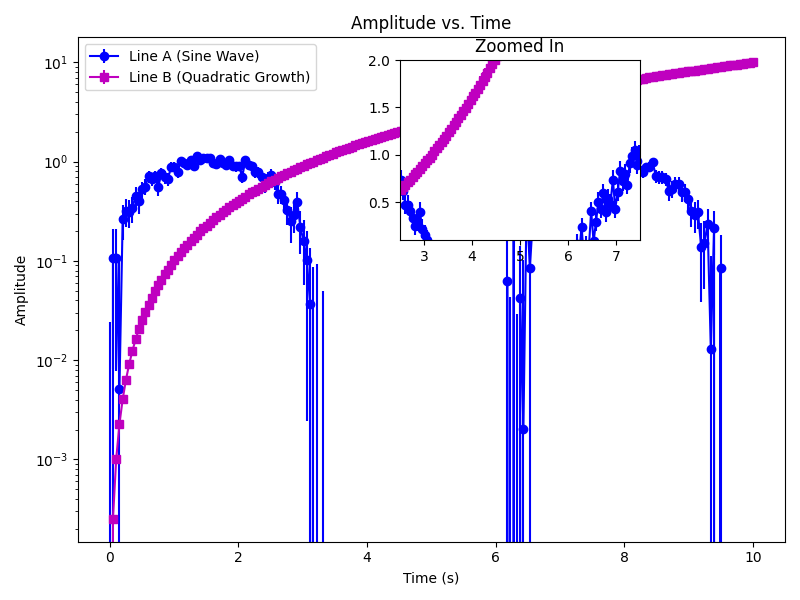 Amplitude vs. Time
Line A (Sine Wave)
Line B (Quadratic Growth)
Zoomed In
2.0
1.5
1.0
0.5
3 4 5 6 7
10¹
10⁰
10⁻¹
10⁻²
10⁻³
Amplitude
0 2 4 6 8 10
Time (s)